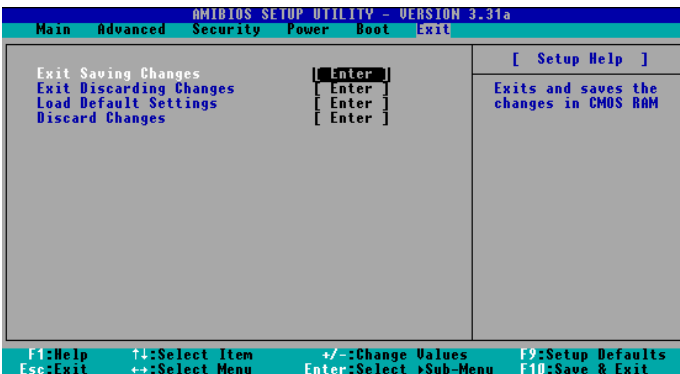 AMIBIOS SETUP UTILITY - VERSION 3.31a
Main Advanced Security Power Boot Exit
[ Setup Help ]
Exit Saving Changes [ Enter ]
Exit Discarding Changes [ Enter ]
Load Default Settings [ Enter ]
Discard Changes [ Enter ]
Exits and saves the
changes in CMOS RAM
F1:Help ↑↓:Select Item +/-:Change Values F9:Setup Defaults
Esc:Exit ↔:Select Menu Enter:Select ▸Sub-Menu F10:Save & Exit